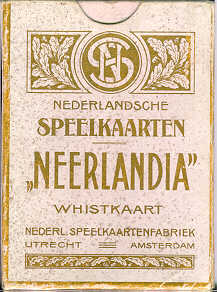 NEDERLANDSCHE
SPEELKAARTEN
„NEERLANDIA”
WHISTKAART
NEDERL. SPEELKAARTENFABRIEK
UTRECHT = AMSTERDAM